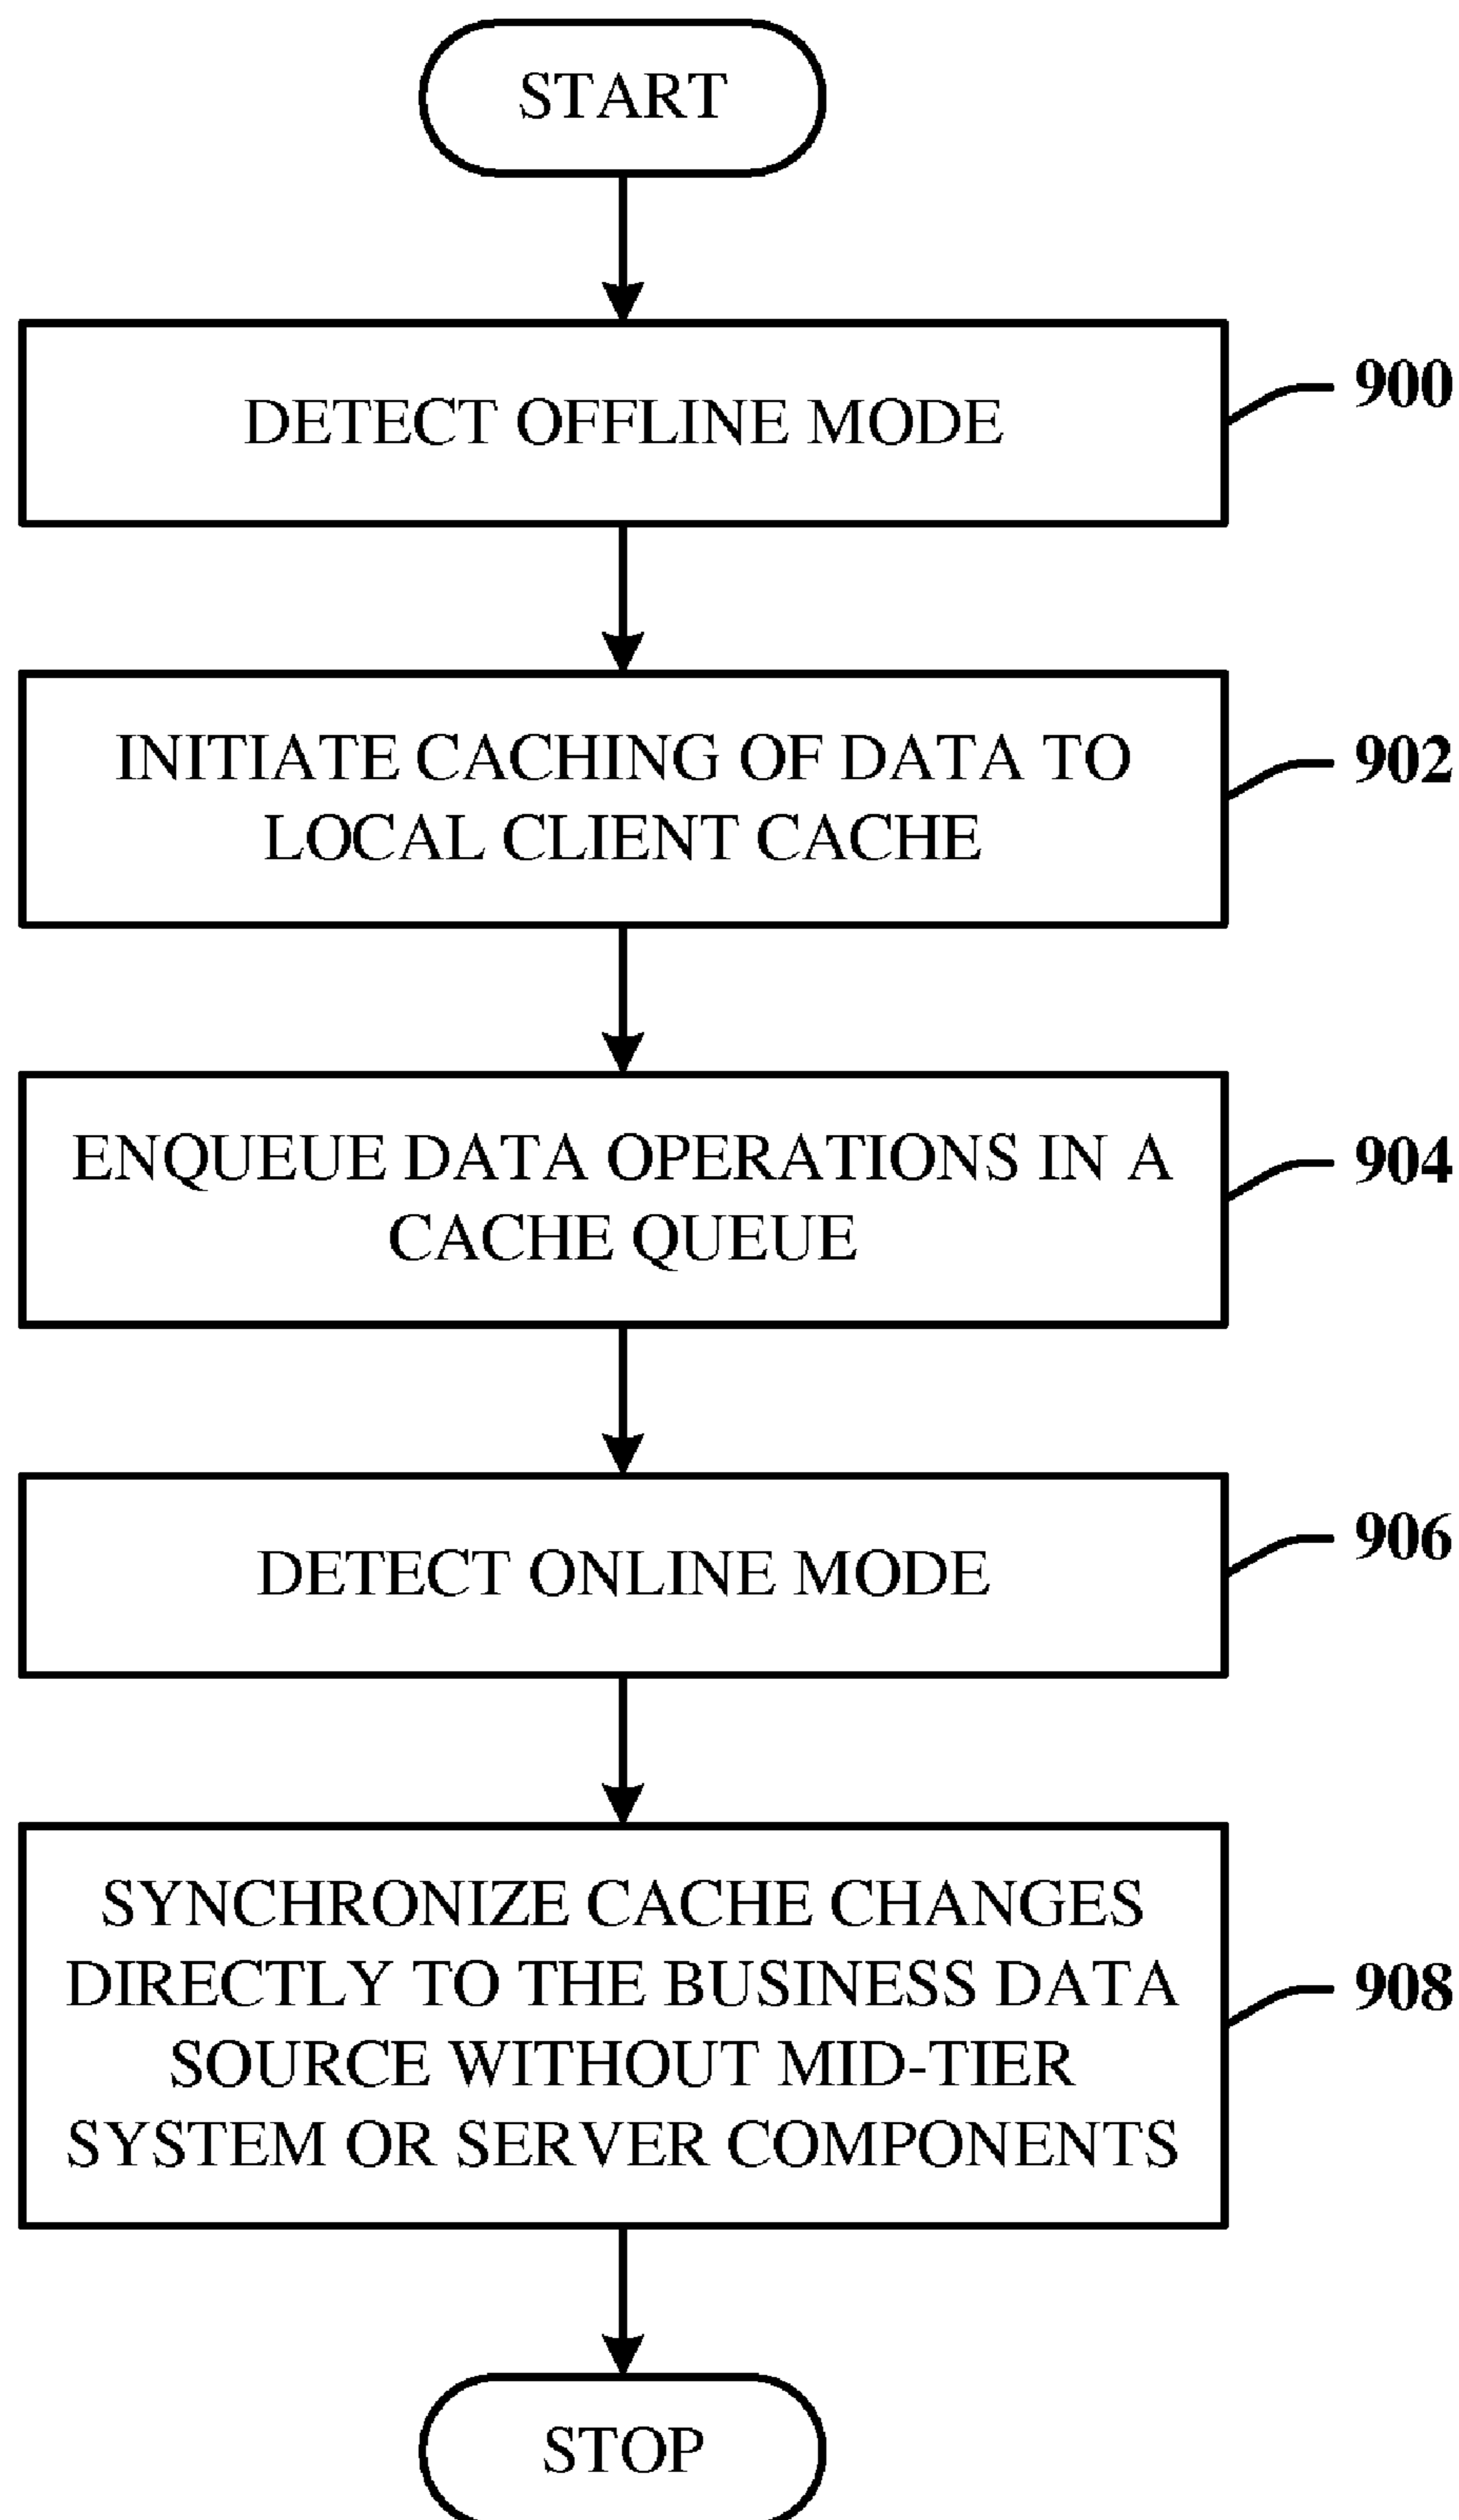 START
DETECT OFFLINE MODE
900
INITIATE CACHING OF DATA TO
LOCAL CLIENT CACHE
902
ENQUEUE DATA OPERATIONS IN A
CACHE QUEUE
904
DETECT ONLINE MODE
906
SYNCHRONIZE CACHE CHANGES
DIRECTLY TO THE BUSINESS DATA
SOURCE WITHOUT MID-TIER
SYSTEM OR SERVER COMPONENTS
908
STOP